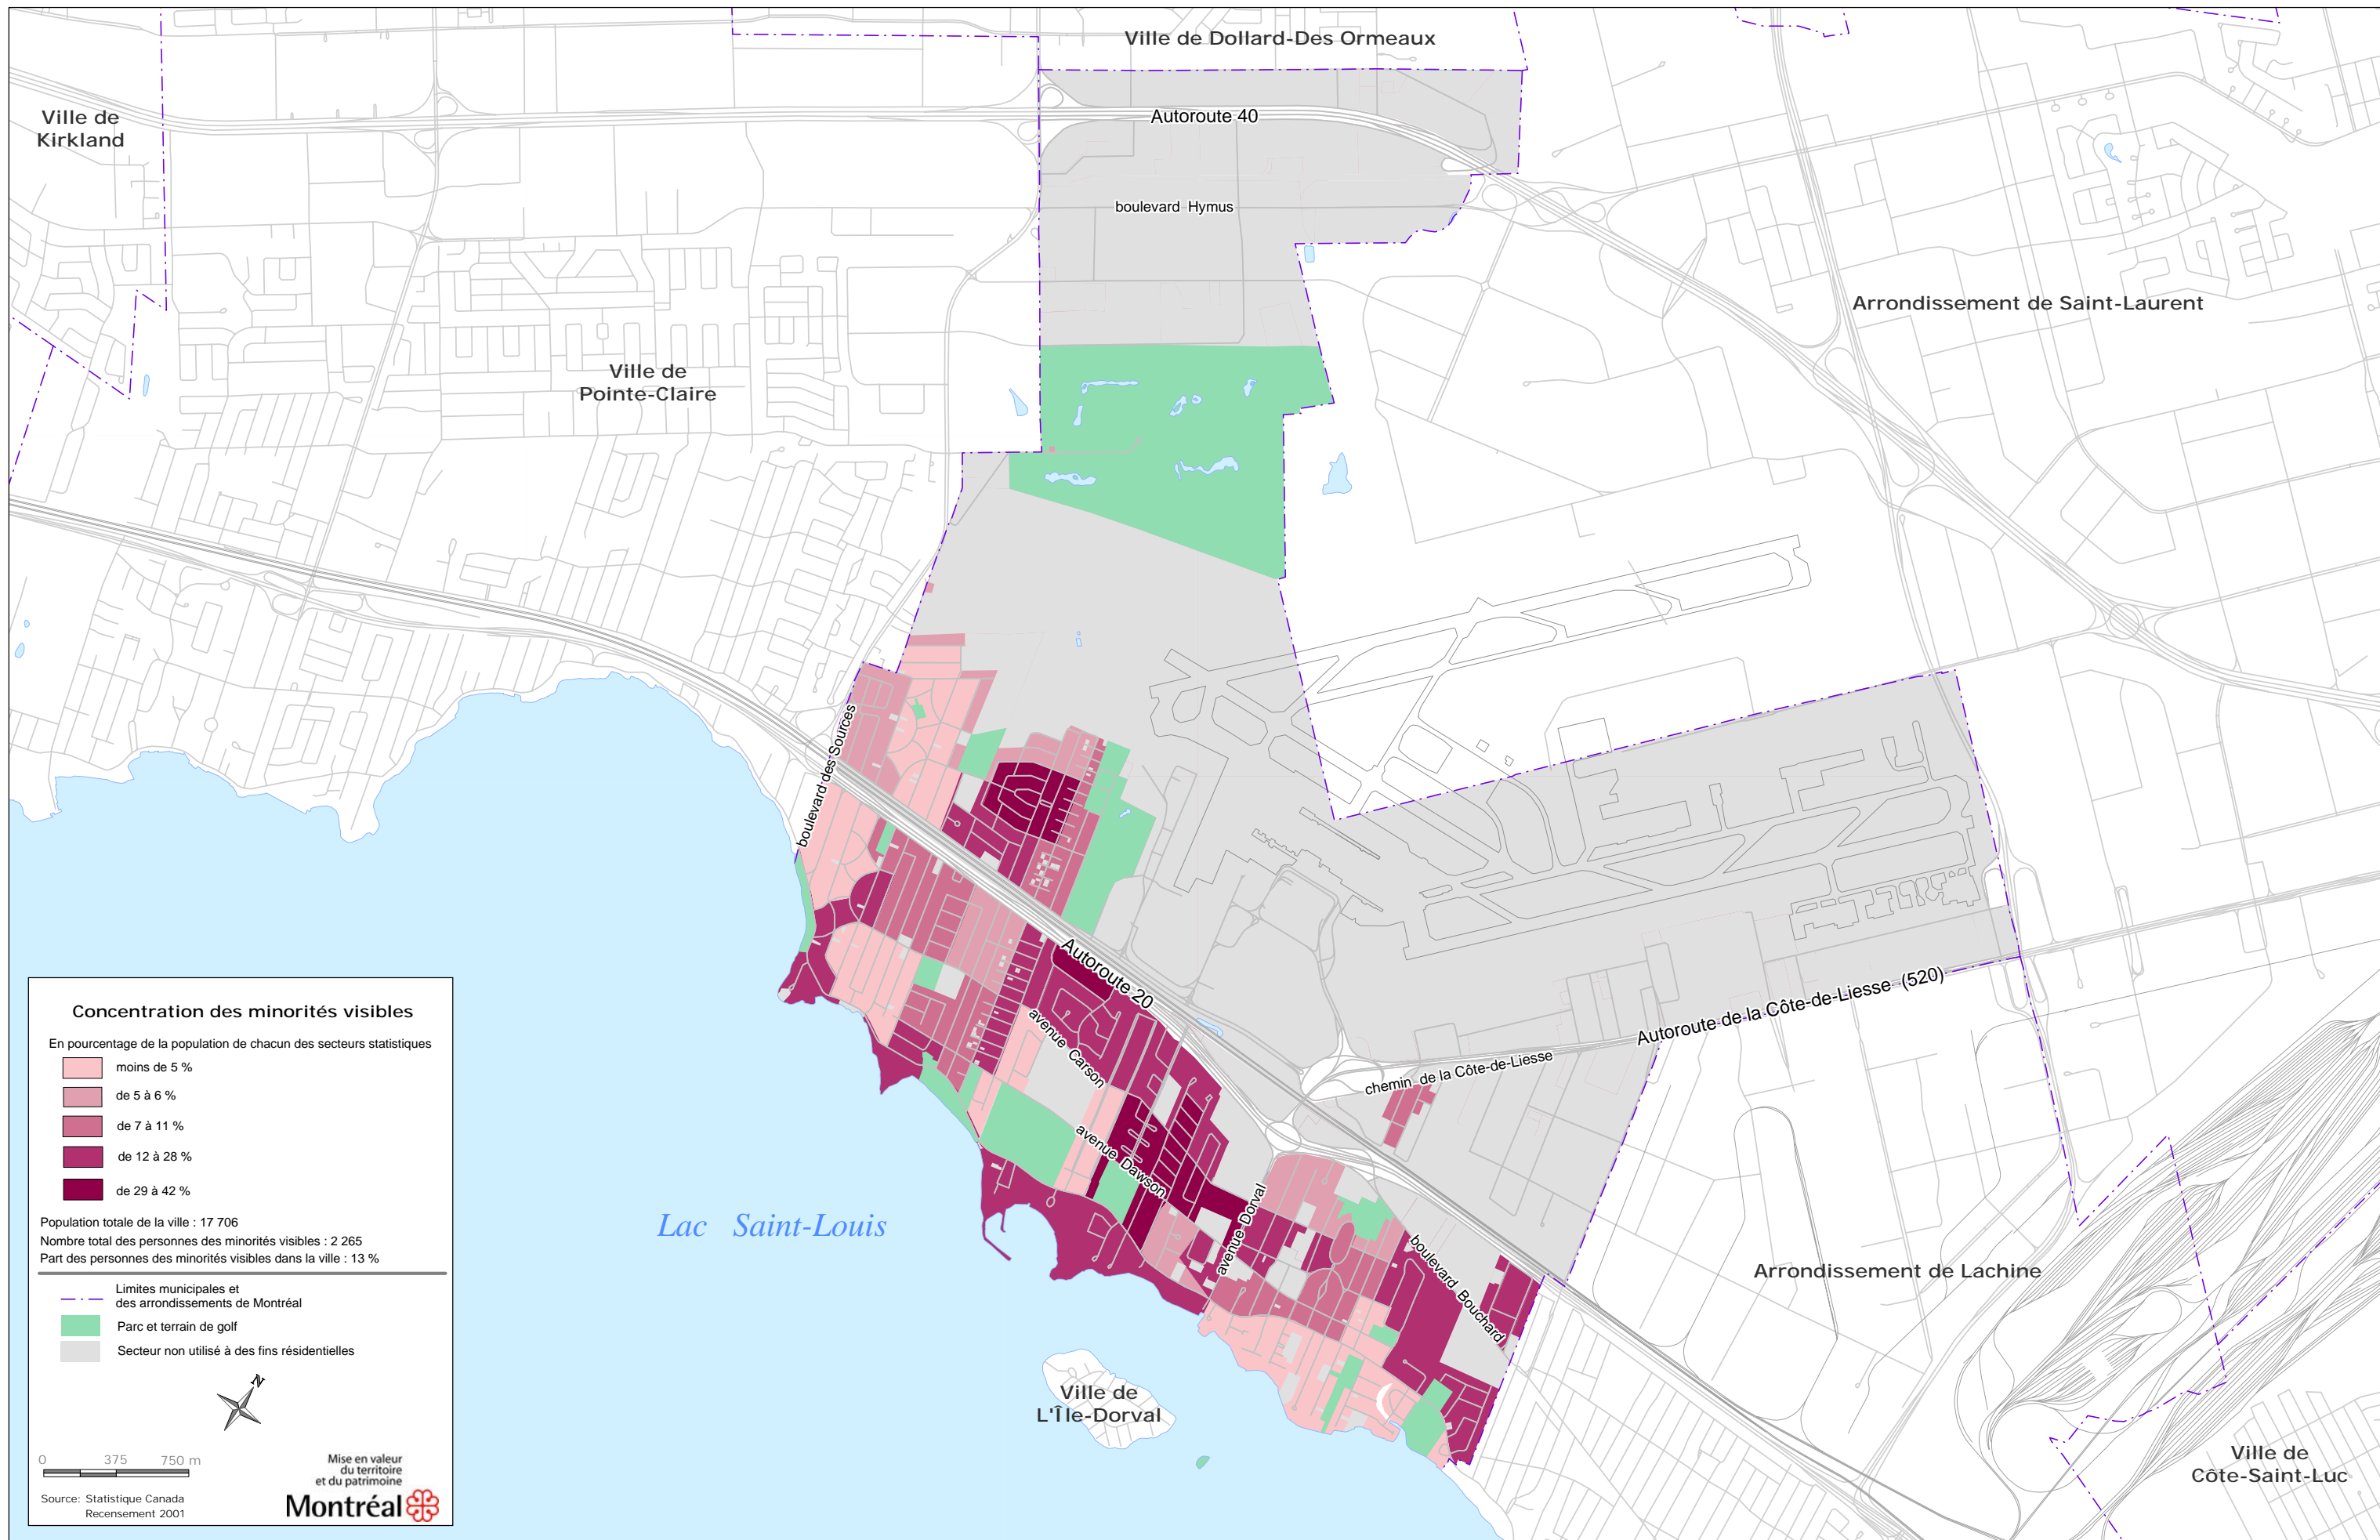 Ville de Dollard-Des Ormeaux
Ville de
Kirkland
Autoroute 40
boulevard Hymus
Arrondissement de Saint-Laurent
Ville de
Pointe-Claire
boulevard des Sources
Autoroute 20
avenue Carson
avenue Dawson
avenue Dorval
boulevard Bouchard
chemin de la Côte-de-Liesse
Autoroute de la Côte-de-Liesse (520)
Arrondissement de Lachine
Lac Saint-Louis
Ville de
L'Île-Dorval
Ville de
Côte-Saint-Luc
Concentration des minorités visibles
En pourcentage de la population de chacun des secteurs statistiques
moins de 5 %
de 5 à 6 %
de 7 à 11 %
de 12 à 28 %
de 29 à 42 %
Population totale de la ville : 17 706
Nombre total des personnes des minorités visibles : 2 265
Part des personnes des minorités visibles dans la ville : 13 %
Limites municipales et
des arrondissements de Montréal
Parc et terrain de golf
Secteur non utilisé à des fins résidentielles
N
0 375 750 m
Source: Statistique Canada
Recensement 2001
Mise en valeur
du territoire
et du patrimoine
Montréal